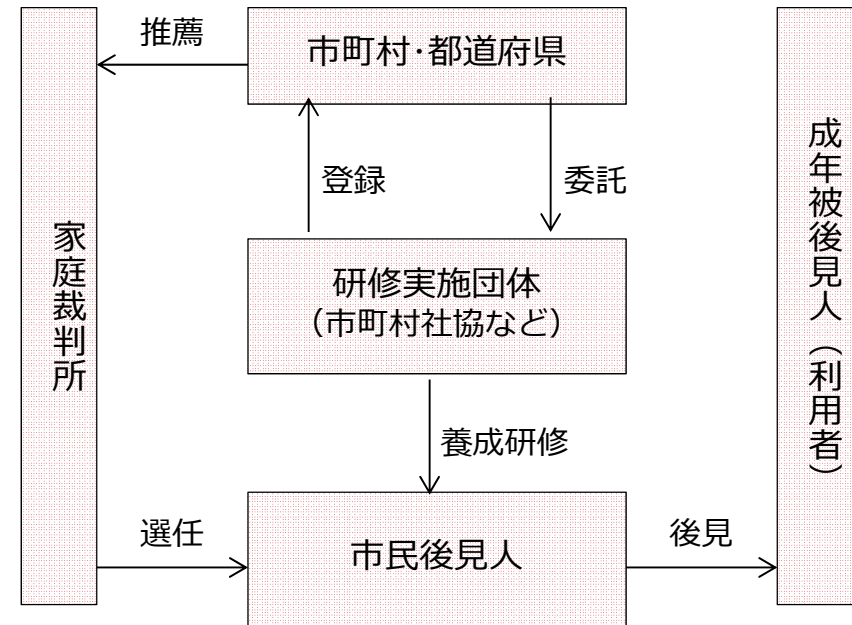 推薦
市町村･都道府県
登録
委託
家庭裁判所
成年被後見人（利用者）
研修実施団体
（市町村社協など）
養成研修
選任
市民後見人
後見